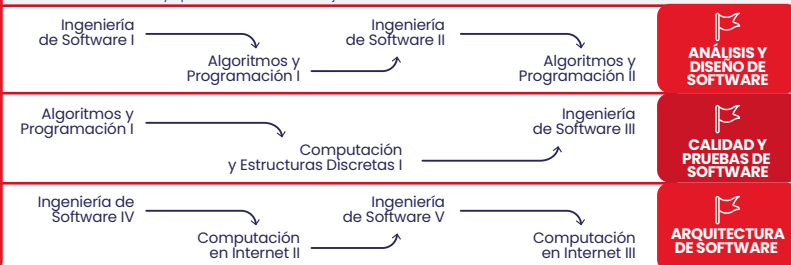 Ingeniería
de Software I
Algoritmos y
Programación I
Ingeniería
de Software II
Algoritmos y
Programación II
ANÁLISIS Y
DISEÑO DE
SOFTWARE
Algoritmos y
Programación I
Computación
y Estructuras Discretas I
Ingeniería
de Software III
CALIDAD Y
PRUEBAS DE
SOFTWARE
Ingeniería de
Software IV
Computación
en Internet II
Ingeniería
de Software V
Computación
en Internet III
ARQUITECTURA
DE SOFTWARE